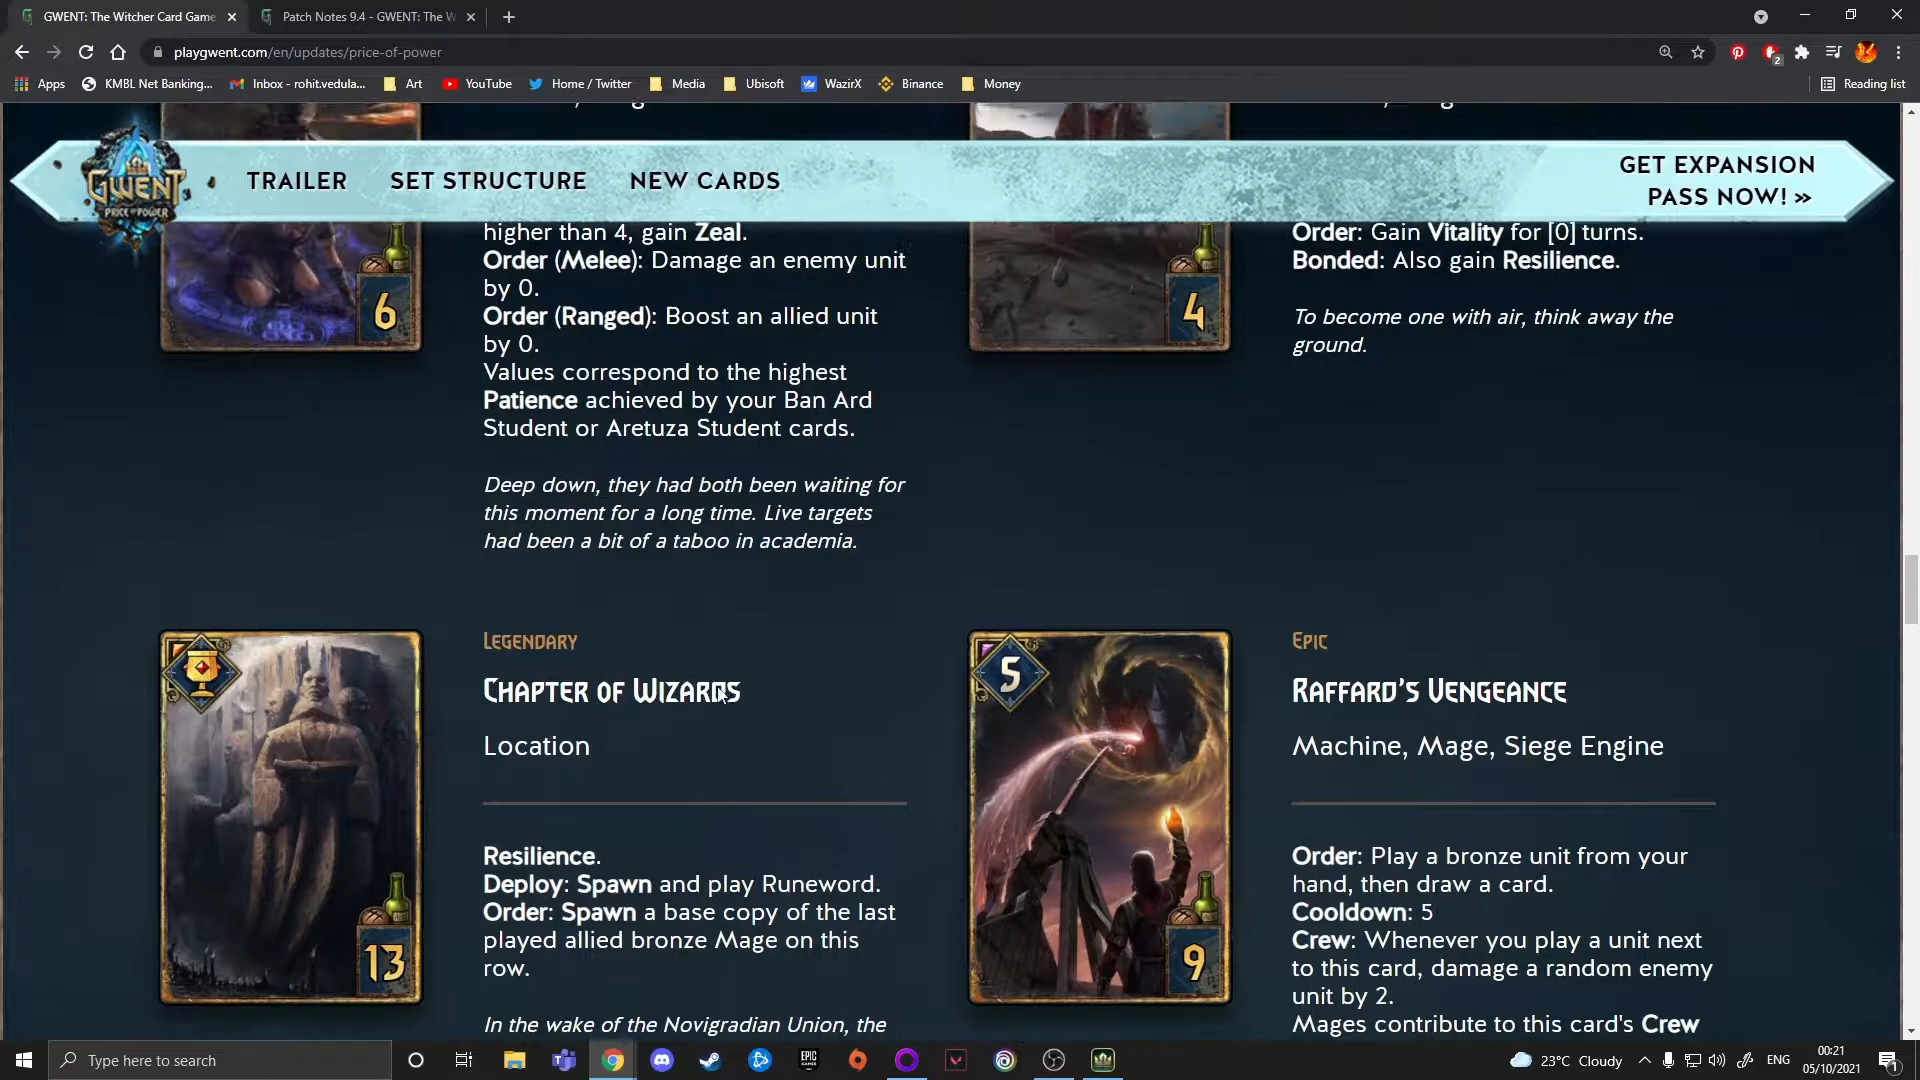 GWENT: The Witcher Card Game
Patch Notes 9.4 - GWENT: The W
playgwent.com/en/updates/price-of-power
2
Apps
KMBL Net Banking...
Inbox - rohit.vedula...
Art
YouTube
Home / Twitter
Media
Ubisoft
WazirX
Binance
Money
Reading list
GWENT
PRICE OF POWER
TRAILER
SET STRUCTURE
NEW CARDS
GET EXPANSION
PASS NOW! »
higher than 4, gain Zeal.
Order (Melee): Damage an enemy unit
by 0.
Order (Ranged): Boost an allied unit
by 0.
Values correspond to the highest
Patience achieved by your Ban Ard
Student or Aretuza Student cards.
Deep down, they had both been waiting for
this moment for a long time. Live targets
had been a bit of a taboo in academia.
6
4
Order: Gain Vitality for [0] turns.
Bonded: Also gain Resilience.
To become one with air, think away the
ground.
13
LEGENDARY
CHAPTER OF WIZARDS
Location
Resilience.
Deploy: Spawn and play Runeword.
Order: Spawn a base copy of the last
played allied bronze Mage on this
row.
In the wake of the Novigradian Union, the
5
9
EPIC
RAFFARD'S VENGEANCE
Machine, Mage, Siege Engine
Order: Play a bronze unit from your
hand, then draw a card.
Cooldown: 5
Crew: Whenever you play a unit next
to this card, damage a random enemy
unit by 2.
Mages contribute to this card's Crew
Type here to search
EPIC
GAMES
23°C Cloudy
ENG
00:21
05/10/2021
1